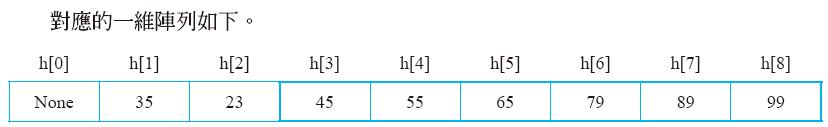 對應的一維陣列如下。
h[0] h[1] h[2] h[3] h[4] h[5] h[6] h[7] h[8]
None 35 23 45 55 65 79 89 99